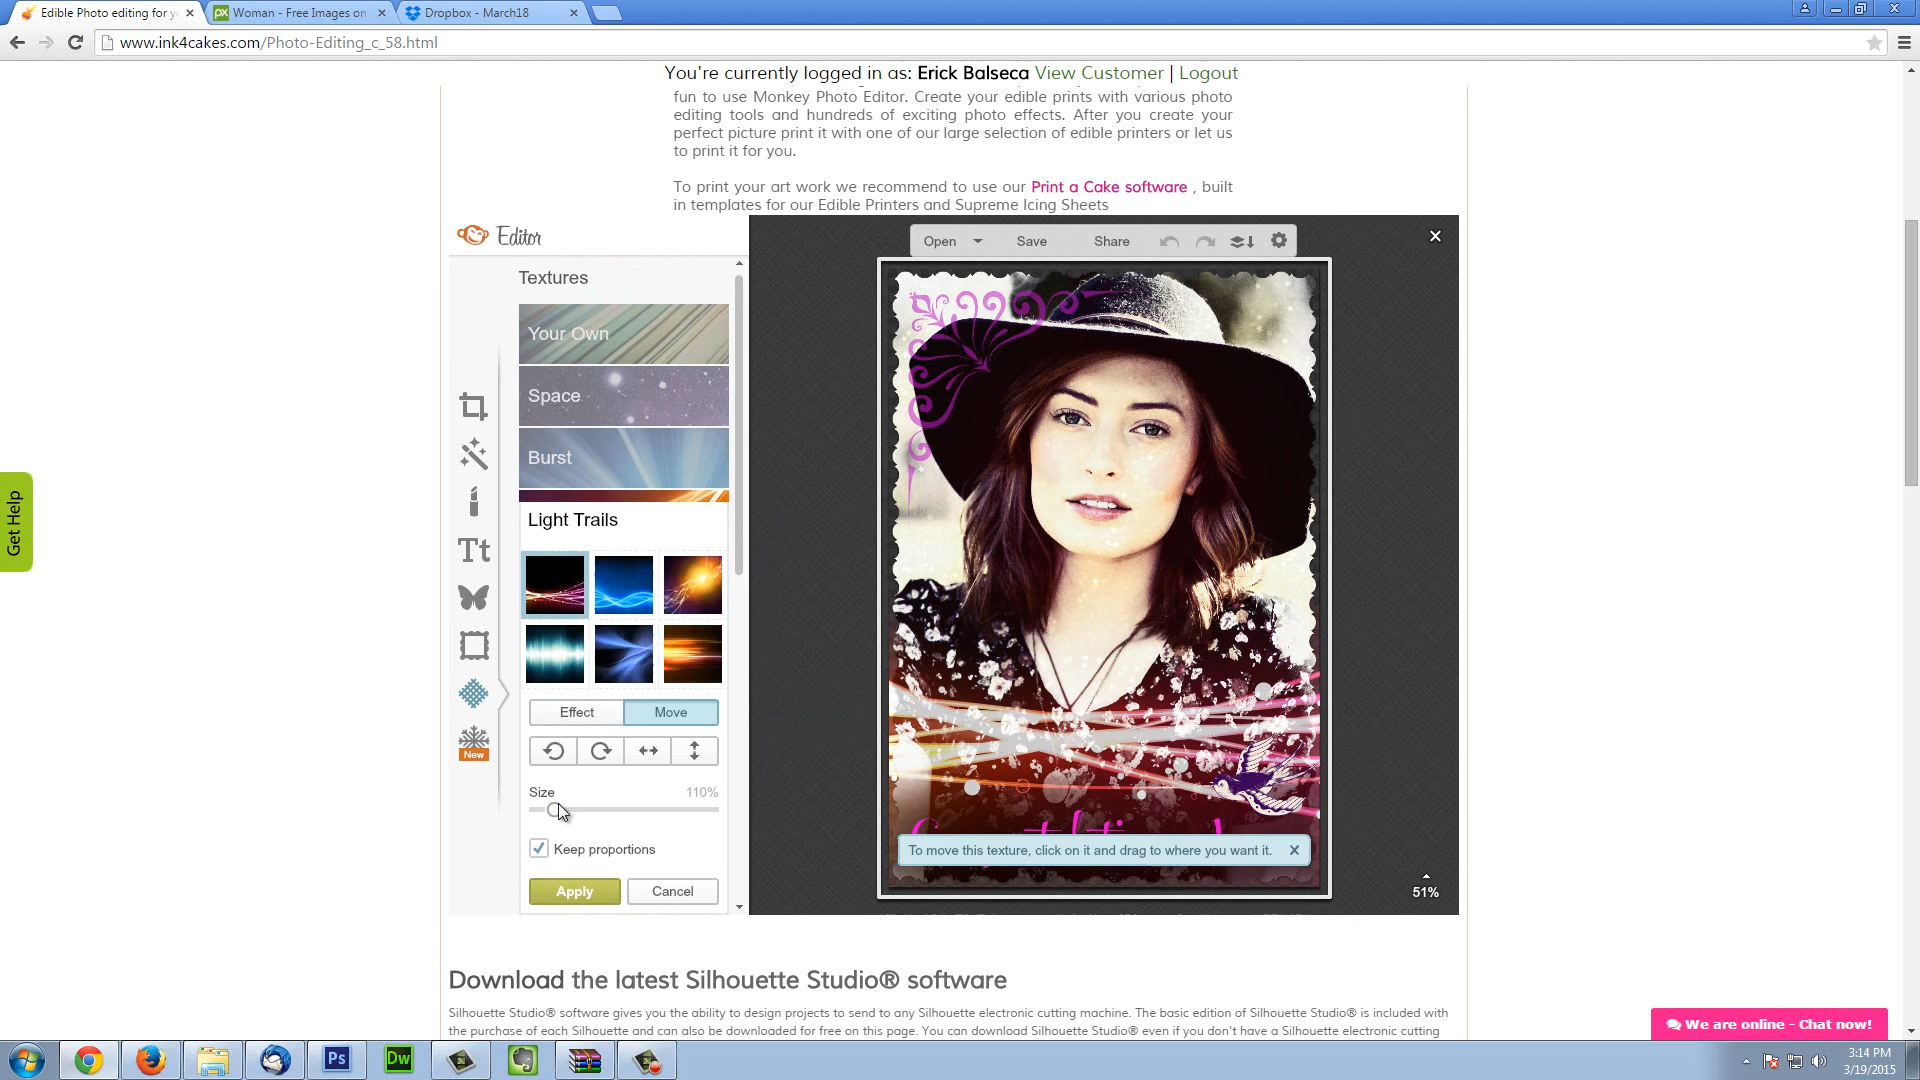 Edible Photo editing for y
Woman - Free Images on
Dropbox - March18
www.ink4cakes.com/Photo-Editing_c_58.html
You're currently logged in as: Erick Balseca View Customer | Logout
fun to use Monkey Photo Editor. Create your edible prints with various photo
editing tools and hundreds of exciting photo effects. After you create your
perfect picture print it with one of our large selection of edible printers or let us
to print it for you.
To print your art work we recommend to use our Print a Cake software , built
in templates for our Edible Printers and Supreme Icing Sheets
Editor
Open Save Share
Textures
Your Own
Space
Burst
Light Trails
Tt
New
Effect Move
Size 110%
Keep proportions
Apply Cancel
To move this texture, click on it and drag to where you want it.
51%
Get Help
Download the latest Silhouette Studio® software
Silhouette Studio® software gives you the ability to design projects to send to any Silhouette electronic cutting machine. The basic edition of Silhouette Studio® is included with
the purchase of each Silhouette and can also be downloaded for free on this page. You can download Silhouette Studio® even if you don't have a Silhouette electronic cutting
We are online - Chat now!
Ps
Dw
3:14 PM
3/19/2015